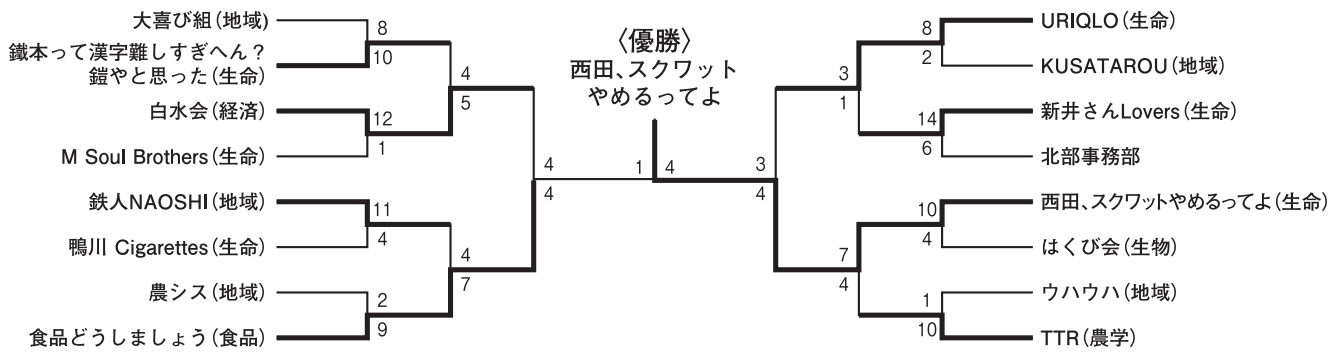 大喜び組(地域)
8
鐵本って漢字難しすぎへん?
10
鎧やと思った(生命)
4
5
白水会(経済)
12
M Soul Brothers(生命)
1
4
4
鉄人NAOSHI(地域)
11
鴨川 Cigarettes(生命)
4
4
7
農シス(地域)
2
食品どうしましょう(食品)
9
〈優勝〉
西田、スクワット
やめるってよ
1
4
8
URIQLO(生命)
2
KUSATAROU(地域)
3
1
14
新井さんLovers(生命)
6
北部事務部
3
4
10
西田、スクワットやめるってよ(生命)
4
はくび会(生物)
7
4
1
ウハウハ(地域)
10
TTR(農学)